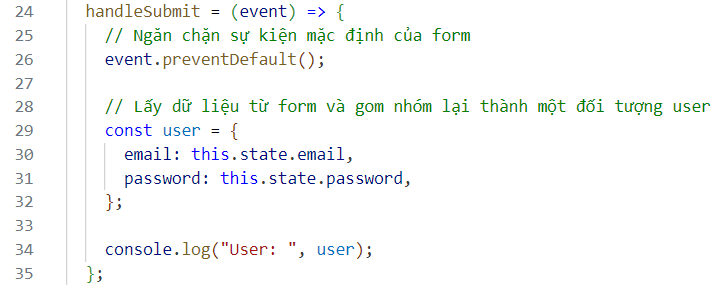 24 handleSubmit = (event) => {
25 // Ngăn chặn sự kiện mặc định của form
26 event.preventDefault();
27
28 // Lấy dữ liệu từ form và gom nhóm lại thành một đối tượng user
29 const user = {
30 email: this.state.email,
31 password: this.state.password,
32 };
33
34 console.log("User: ", user);
35 };